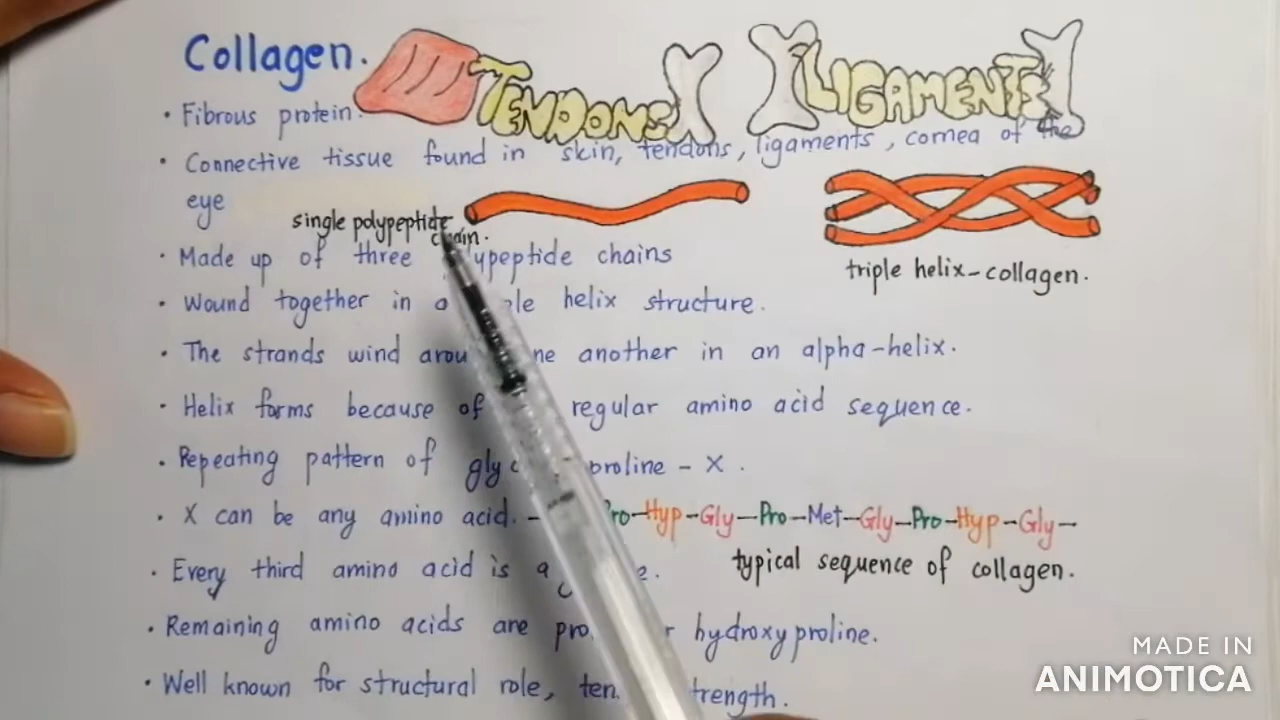 Collagen.
TENDONS
LIGAMENTS
• Fibrous protein.
• Connective tissue found in skin, tendons, ligaments, cornea of the
eye
single polypeptide
chain.
• Made up of three polypeptide chains
triple helix-collagen.
• Wound together in a helix structure.
• The strands wind another in an alpha-helix.
• Helix forms because of regular amino acid sequence.
• Repeating pattern of proline - X.
• X can be any amino acid. - Pro-Hyp-Gly-Pro-Met-Gly-Pro-Hyp-Gly-
typical sequence of collagen.
• Every third amino acid is a
• Remaining amino acids are hydroxyproline.
• Well known for structural role,
MADE IN
ANIMOTICA